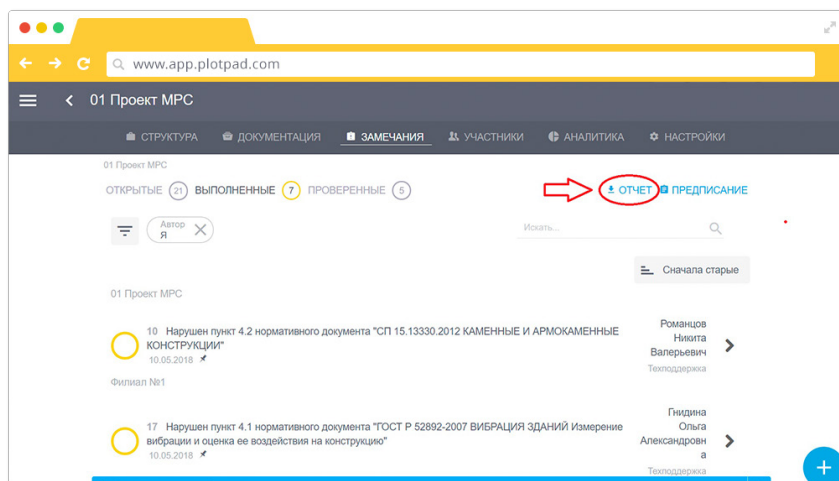 www.app.plotpad.com
01 Проект МРС
СТРУКТУРА ДОКУМЕНТАЦИЯ ЗАМЕЧАНИЯ УЧАСТНИКИ АНАЛИТИКА НАСТРОЙКИ
01 Проект МРС
ОТКРЫТЫЕ 21 ВЫПОЛНЕННЫЕ 7 ПРОВЕРЕННЫЕ 5 ОТЧЕТ ПРЕДПИСАНИЕ
Автор
Я
Искать...
Сначала старые
01 Проект МРС
10 Нарушен пункт 4.2 нормативного документа "СП 15.13330.2012 КАМЕННЫЕ И АРМОКАМЕННЫЕ
КОНСТРУКЦИИ"
10.05.2018
Романцов
Никита
Валерьевич
Техподдержка
Филиал №1
17 Нарушен пункт 4.1 нормативного документа "ГОСТ Р 52892-2007 ВИБРАЦИЯ ЗДАНИЙ Измерение
вибрации и оценка ее воздействия на конструкцию"
10.05.2018
Гнидина
Ольга
Александровн
а
Техподдержка